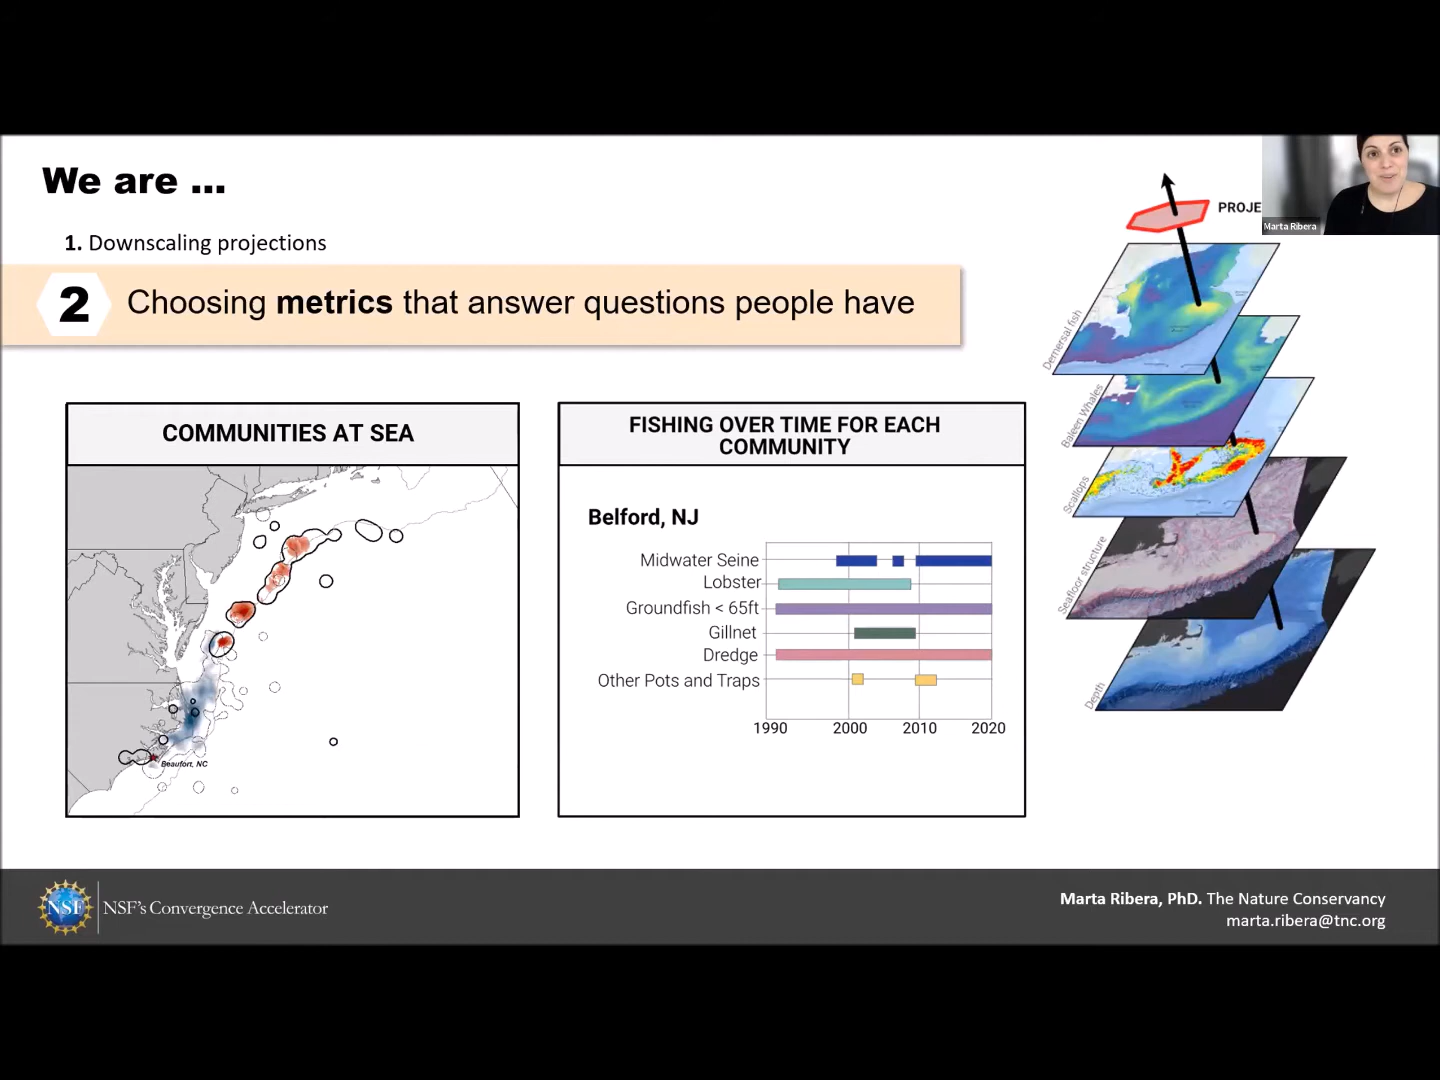 We are ...
1. Downscaling projections
2 Choosing metrics that answer questions people have
PROJE
Marta Ribera
Demersal fish
Baleen Whales
Scallops
Seafloor structure
Depth
COMMUNITIES AT SEA
Beaufort, NC
FISHING OVER TIME FOR EACH
COMMUNITY
Belford, NJ
Midwater Seine
Lobster
Groundfish < 65ft
Gillnet
Dredge
Other Pots and Traps
1990 2000 2010 2020
NSF
NSF's Convergence Accelerator
Marta Ribera, PhD. The Nature Conservancy
marta.ribera@tnc.org